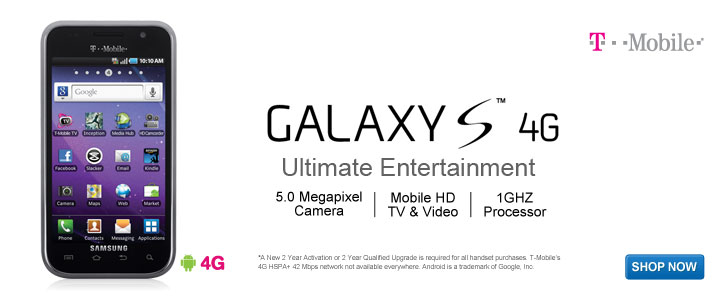 T··Mobile·
10:10 AM
4
Google
T-Mobile TV
Inception
Media Hub
HD Camcorder
Facebook
Slacker
Email
Kindle
Camera
Maps
Web
Market
Phone
Contacts
Messaging
Applications
SAMSUNG
4G
T··Mobile·
GALAXY S™ 4G
Ultimate Entertainment
5.0 Megapixel
Camera
Mobile HD
TV & Video
1GHZ
Processor
*A New 2 Year Activation or 2 Year Qualified Upgrade is required for all handset purchases. T-Mobile's
4G HSPA+ 42 Mbps network not available everywhere. Android is a trademark of Google, Inc.
SHOP NOW